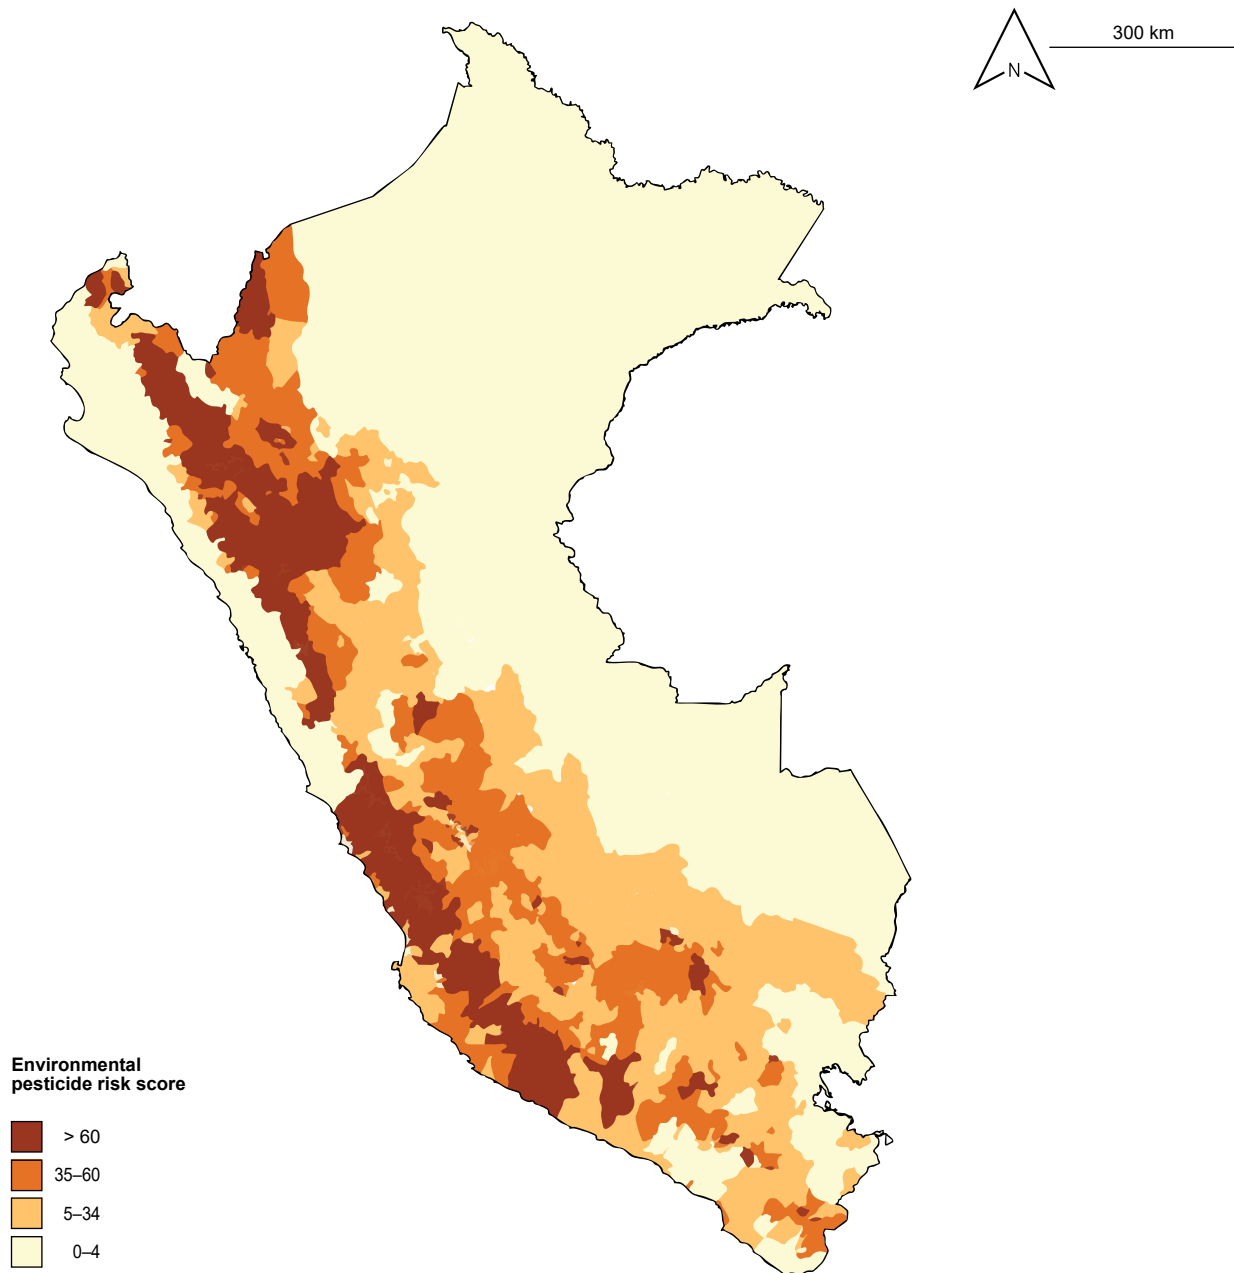 N
300 km
Environmental
pesticide risk score
> 60
35–60
5–34
0–4